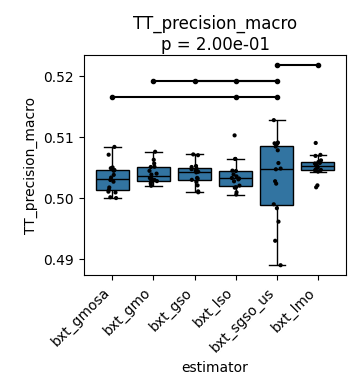 TT_precision_macro
p = 2.00e-01
TT_precision_macro
0.52
0.51
0.50
0.49
bxt_gmosa
bxt_gmo
bxt_gso
bxt_lso
bxt_sgso_us
bxt_lmo
estimator